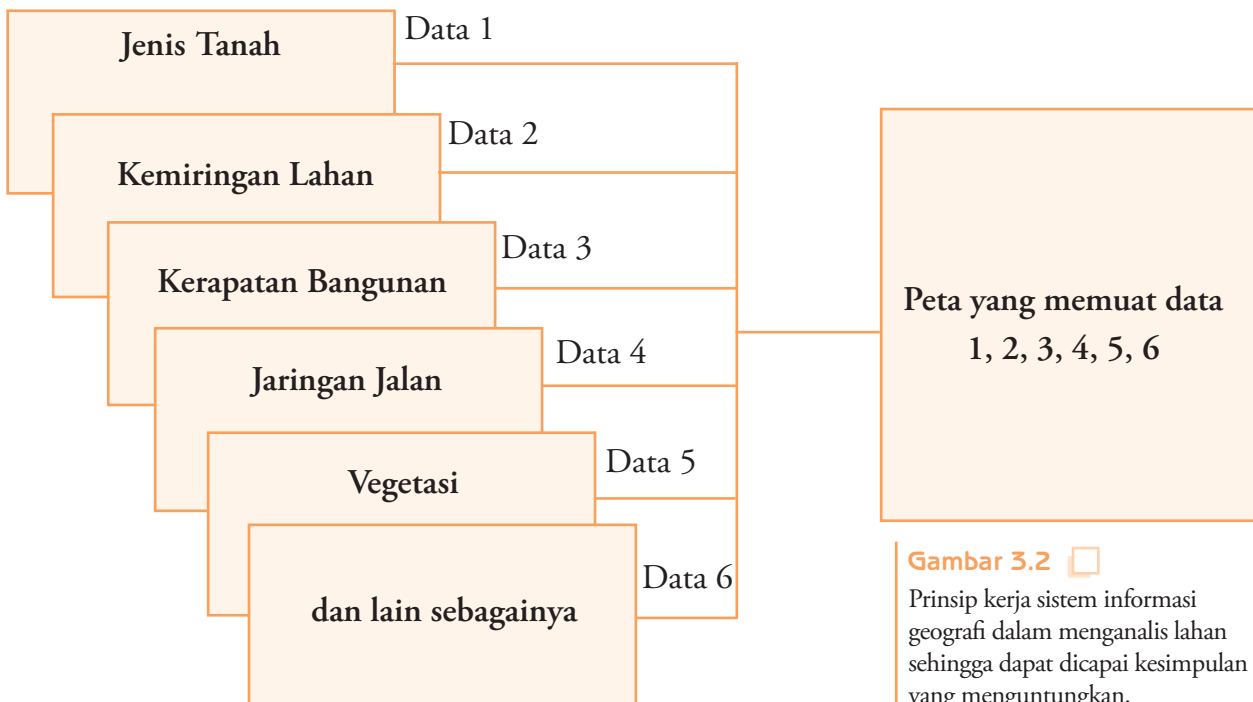 Jenis Tanah
Data 1
Kemiringan Lahan
Data 2
Kerapatan Bangunan
Data 3
Jaringan Jalan
Data 4
Vegetasi
Data 5
dan lain sebagainya
Data 6
Peta yang memuat data
1, 2, 3, 4, 5, 6
Gambar 3.2
Prinsip kerja sistem informasi
geografi dalam menganalis lahan
sehingga dapat dicapai kesimpulan
yang menguntungkan.